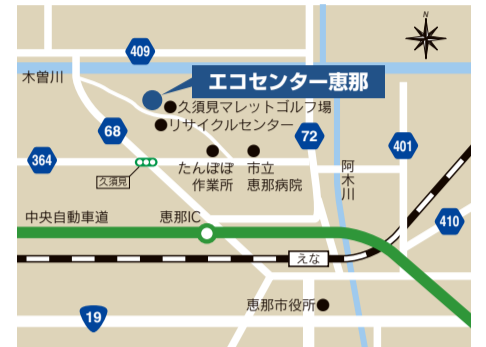 N
409
木曽川
エコセンター恵那
久須見マレットゴルフ場
リサイクルセンター
68
72
401
364
久須見
たんぽぽ
作業所
市立
恵那病院
阿木川
中央自動車道
恵那IC
410
えな
恵那市役所
19